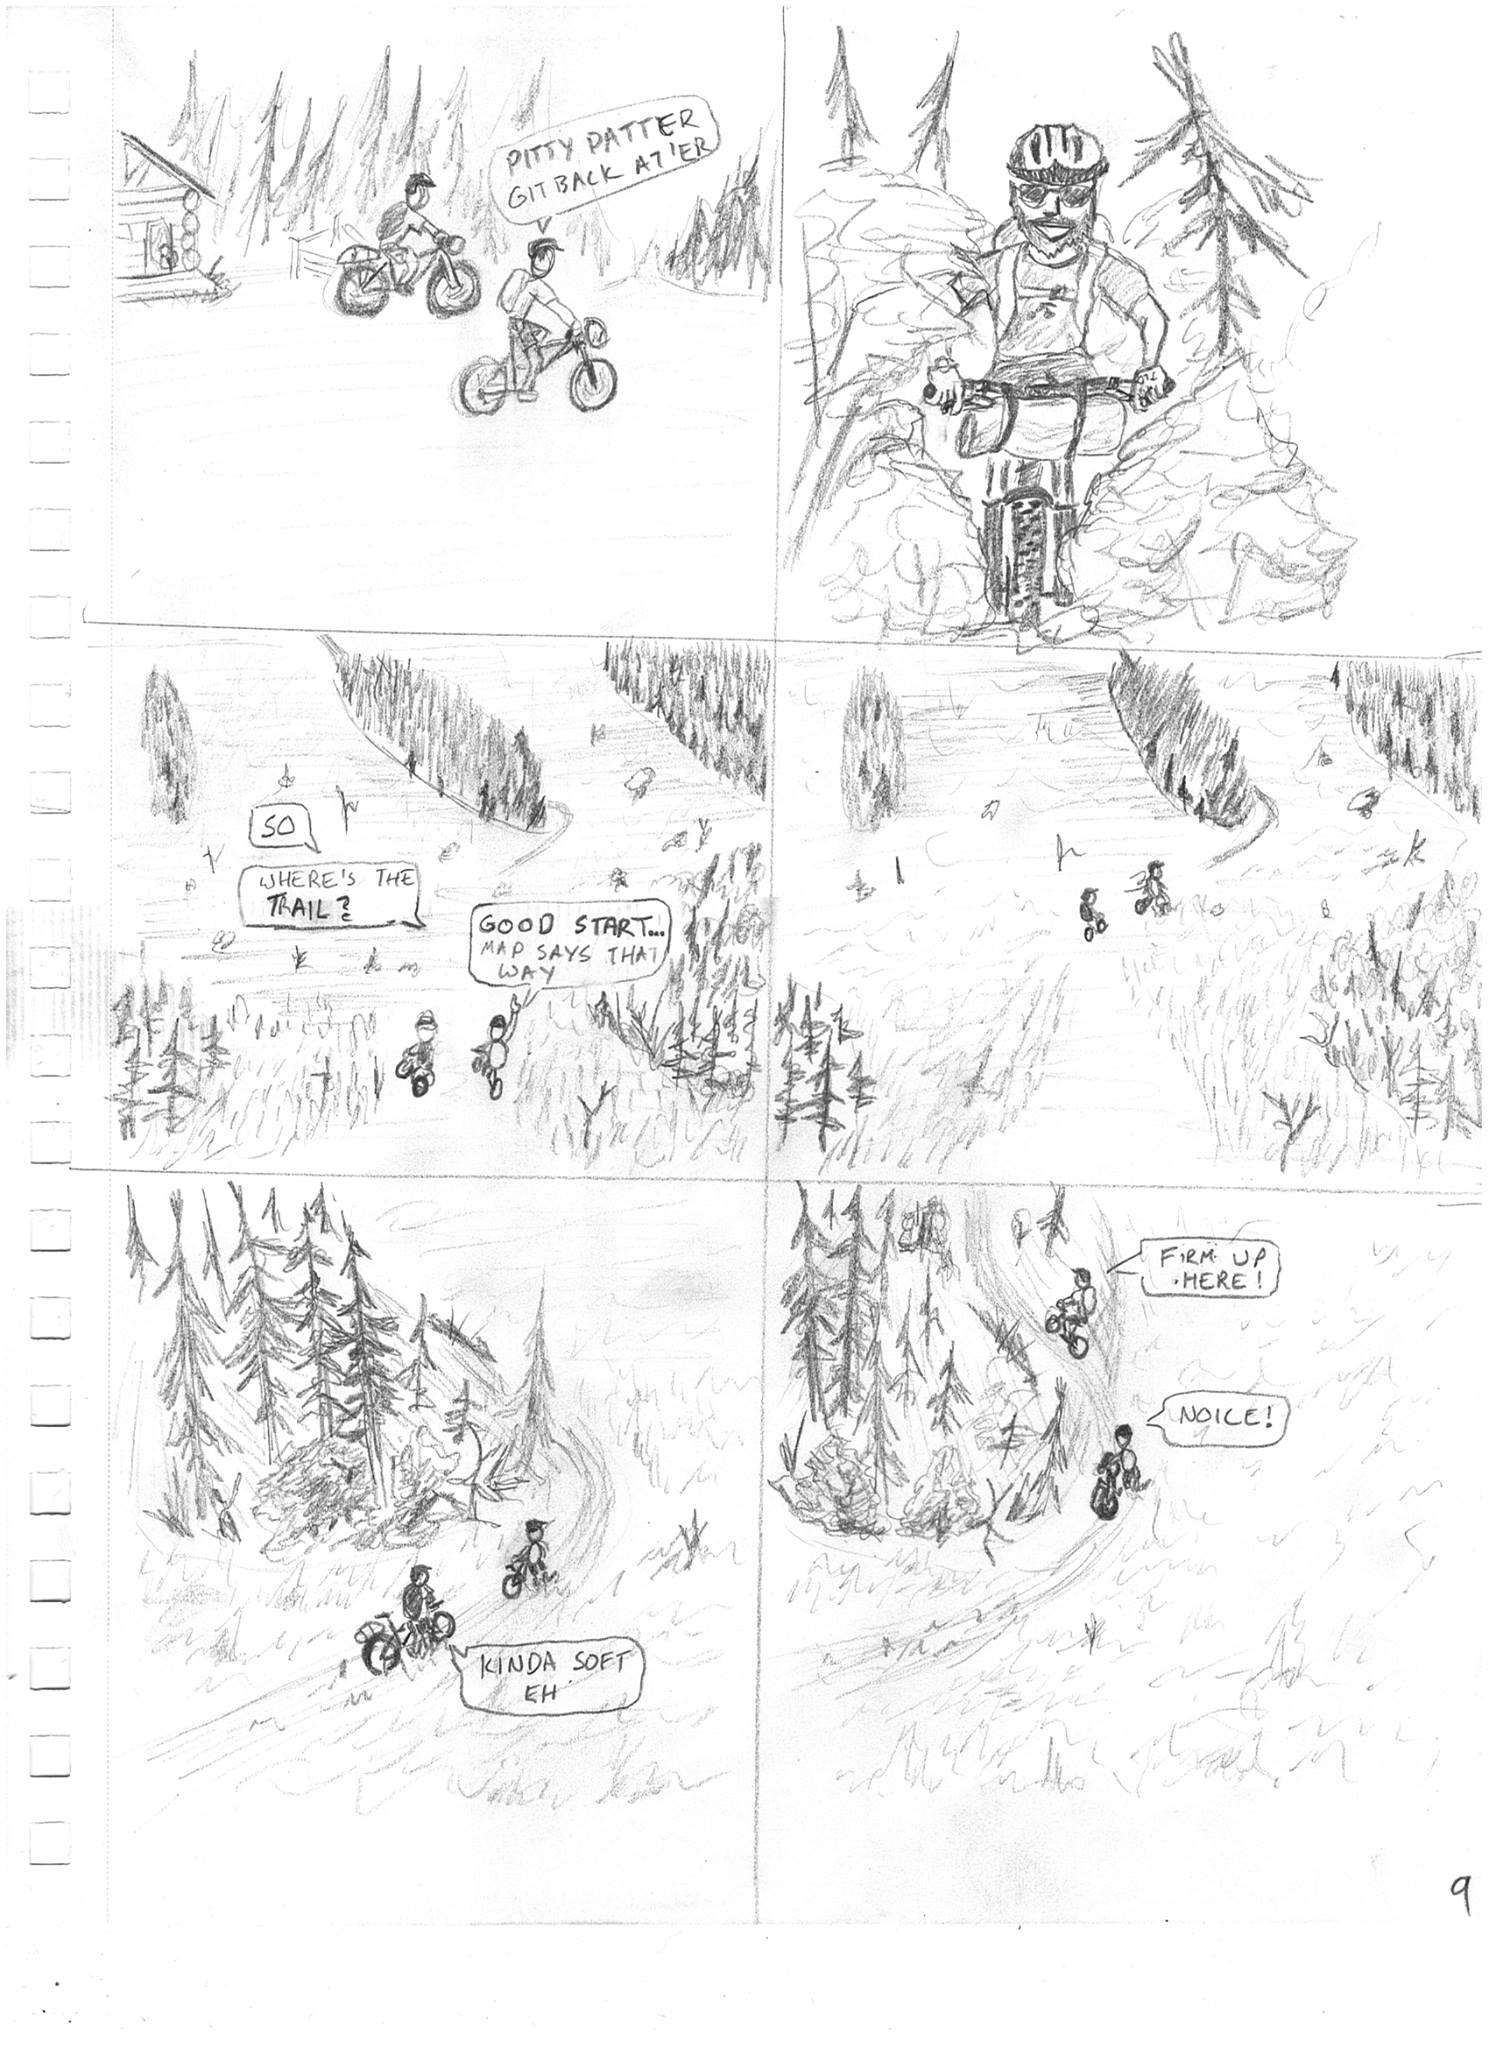 PITTY PATTER
GIT BACK AT 'ER
SO
WHERE'S THE
TRAIL?
GOOD START...
MAP SAYS THAT
WAY
KINDA SOFT
EH
FIRM UP
HERE!
NOICE!
9